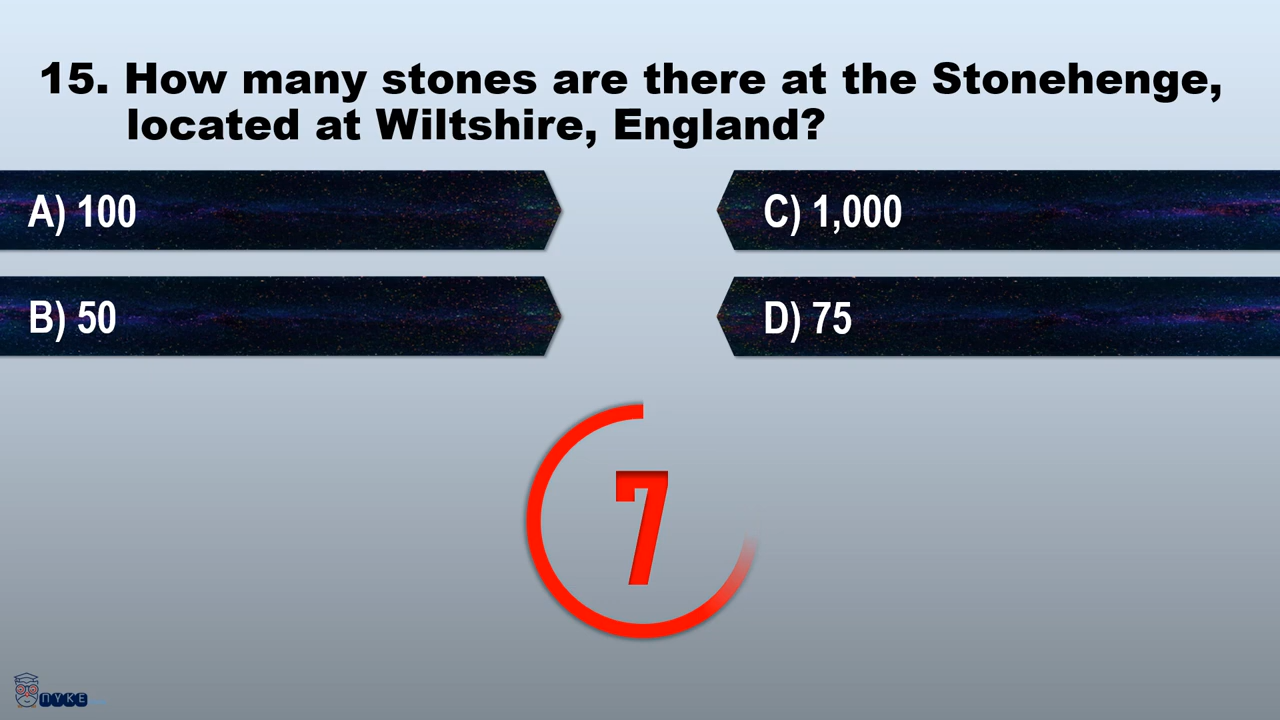 15. How many stones are there at the Stonehenge,
located at Wiltshire, England?
A) 100
C) 1,000
B) 50
D) 75
7
NYKE